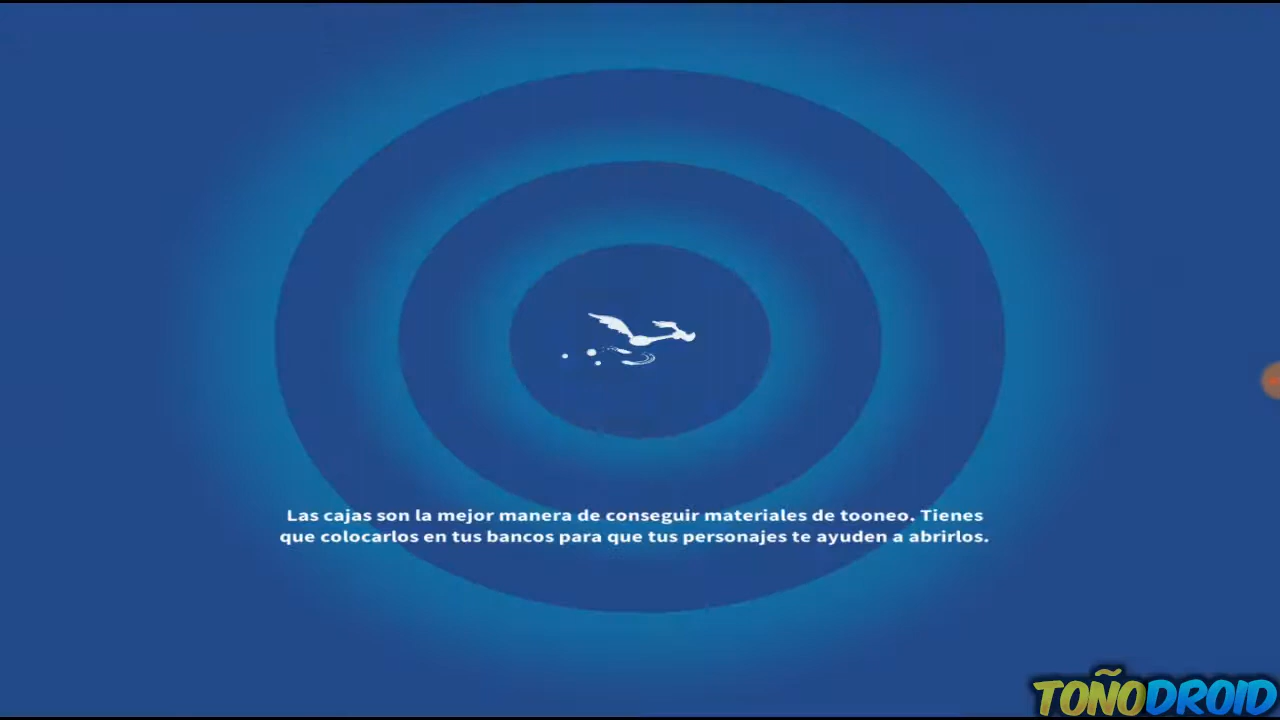 Las cajas son la mejor manera de conseguir materiales de tooneo. Tienes
que colocarlos en tus bancos para que tus personajes te ayuden a abrirlos.
TOÑODROID